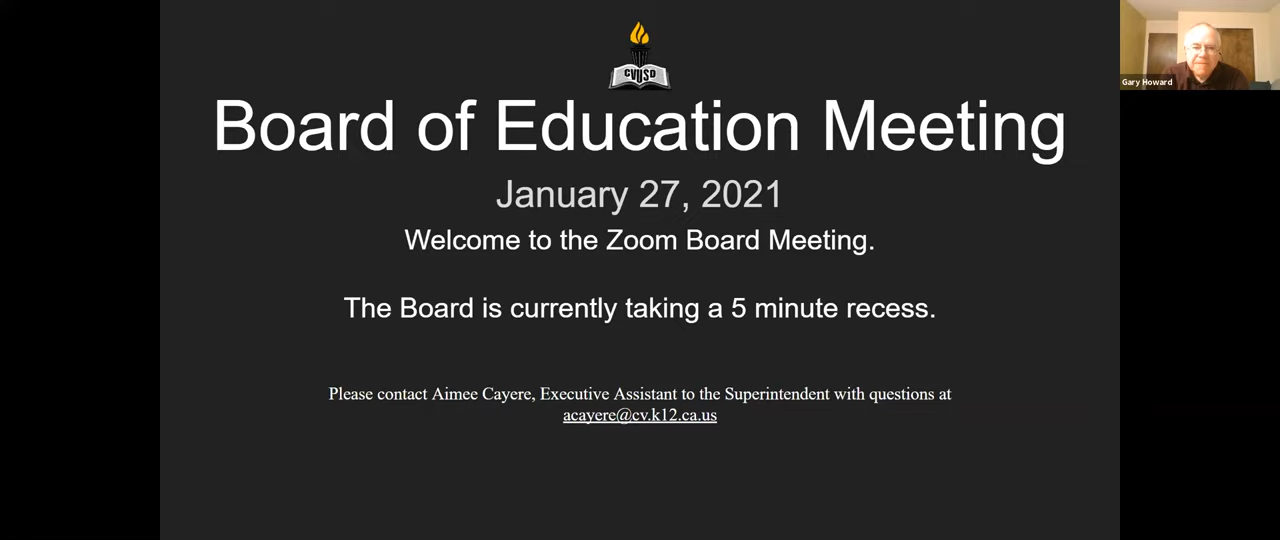 CVUSD
Board of Education Meeting
January 27, 2021
Welcome to the Zoom Board Meeting.
The Board is currently taking a 5 minute recess.
Please contact Aimee Cayere, Executive Assistant to the Superintendent with questions at
acayere@cv.k12.ca.us
Gary Howard